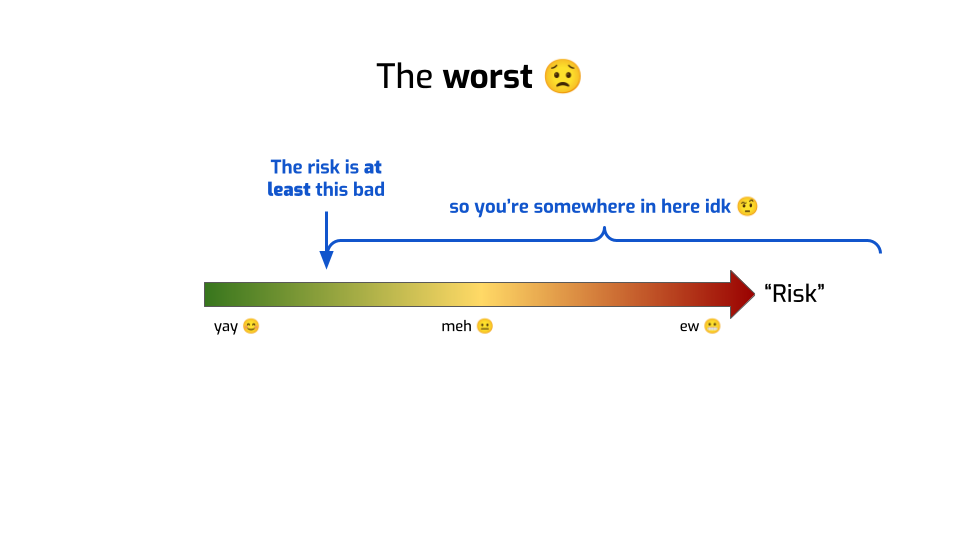 The worst 😟
The risk is at
least this bad
so you’re somewhere in here idk 🤨
“Risk”
yay 😊
meh 😐
ew 😬